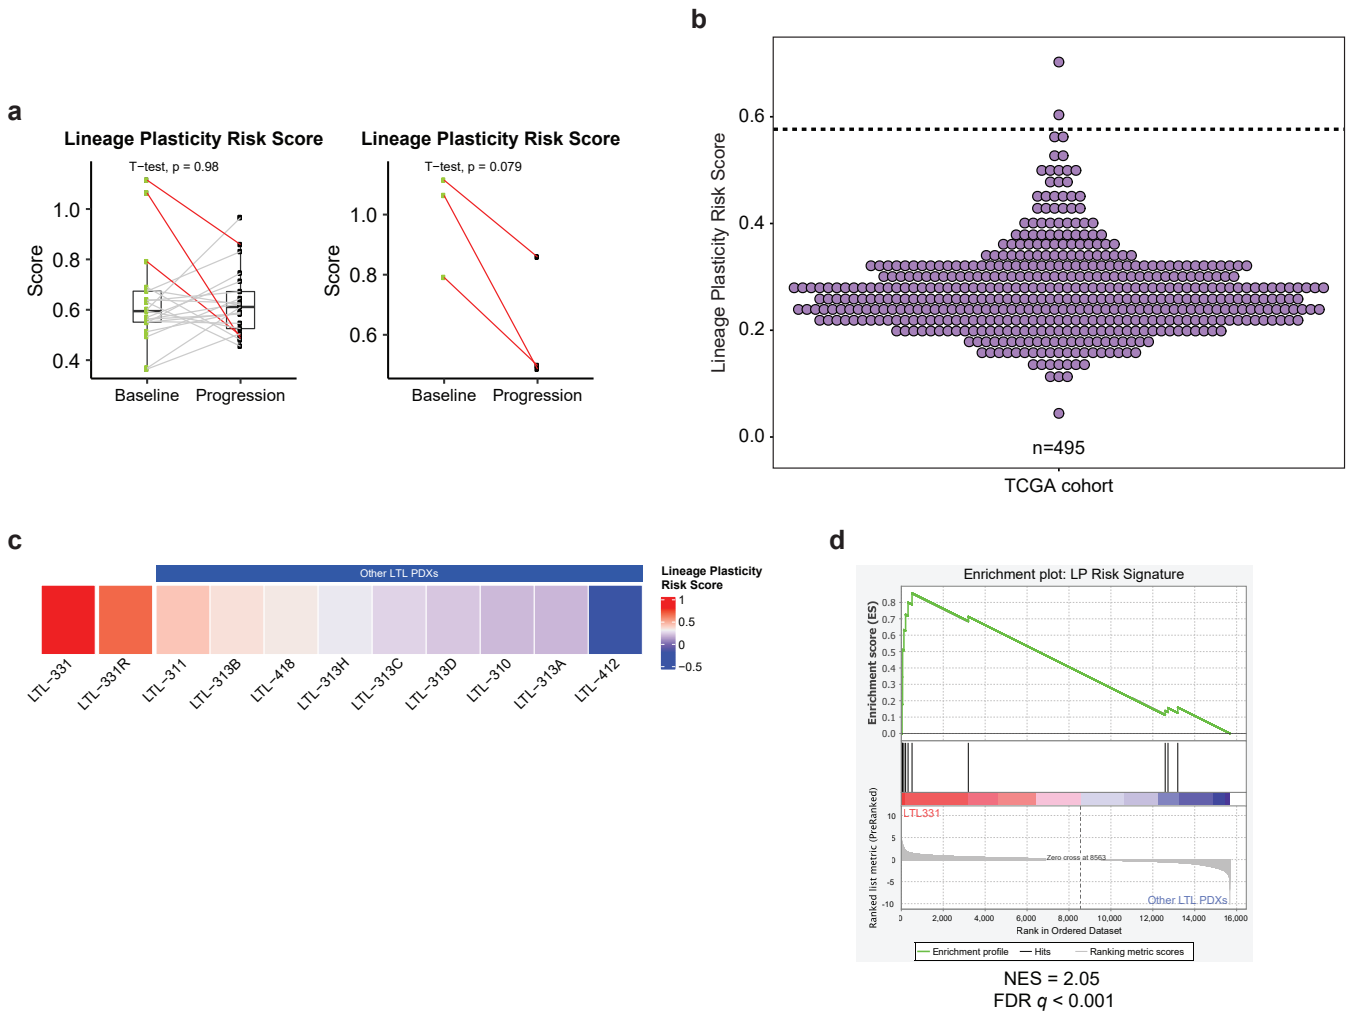 a
Lineage Plasticity Risk Score
T−test, p = 0.98
Score
1.0
0.8
0.6
0.4
Baseline
Progression
Lineage Plasticity Risk Score
T−test, p = 0.079
Score
1.0
0.8
0.6
Baseline
Progression
b
Lineage Plasticity Risk Score
0.6
0.4
0.2
0.0
n=495
TCGA cohort
c
Other LTL PDXs
LTL−331
LTL−331R
LTL−311
LTL−313B
LTL−418
LTL−313H
LTL−313C
LTL−313D
LTL−310
LTL−313A
LTL−412
Lineage Plasticity
Risk Score
1
0.5
0
−0.5
d
Enrichment plot: LP Risk Signature
Enrichment score (ES)
0.8
0.7
0.6
0.5
0.4
0.3
0.2
0.1
0.0
LTL331
Ranked list metric (PreRanked)
10
5
0
-5
-10
Zero cross at 8563
Other LTL PDXs
0
2,000
4,000
6,000
8,000
10,000
12,000
14,000
16,000
Rank in Ordered Dataset
Enrichment profile
Hits
Ranking metric scores
NES = 2.05
FDR q < 0.001